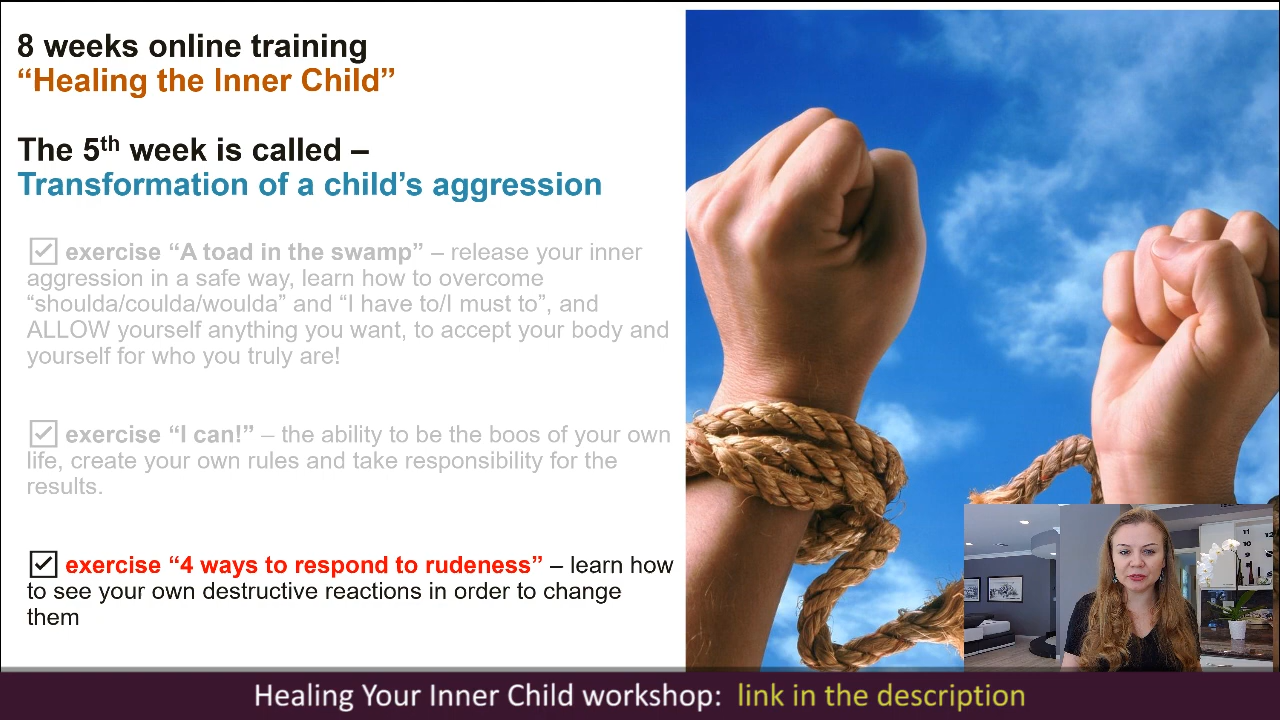 8 weeks online training
“Healing the Inner Child”
The 5th week is called –
Transformation of a child’s aggression
exercise “A toad in the swamp” – release your inner
aggression in a safe way, learn how to overcome
“shoulda/coulda/woulda” and “I have to/I must to”, and
ALLOW yourself anything you want, to accept your body and
yourself for who you truly are!
exercise “I can!” – the ability to be the boos of your own
life, create your own rules and take responsibility for the
results.
exercise “4 ways to respond to rudeness” – learn how
to see your own destructive reactions in order to change
them
Healing Your Inner Child workshop: link in the description